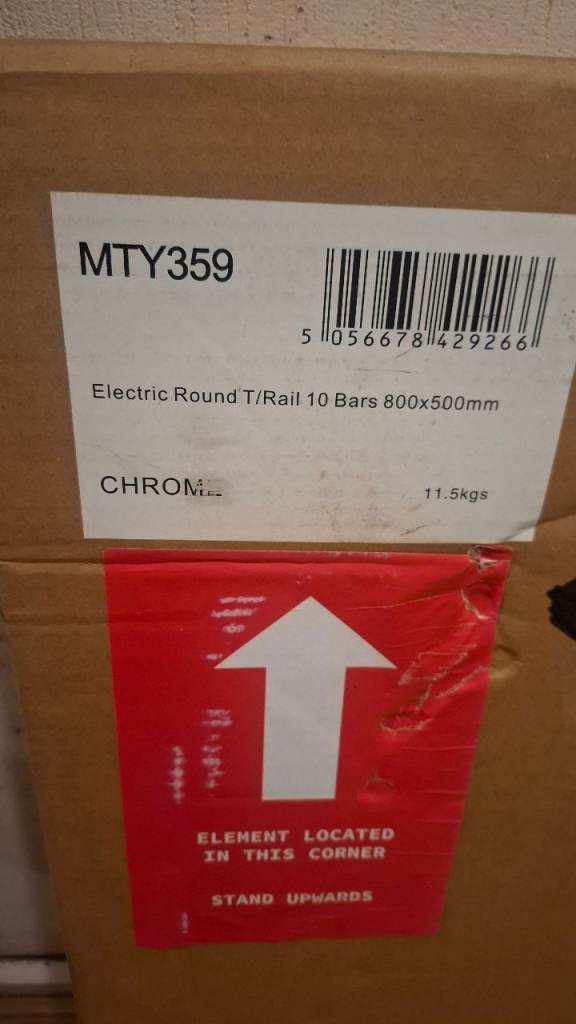 MTY359
5 056678 429266
Electric Round T/Rail 10 Bars 800x500mm
CHROME
11.5kgs
ELEMENT LOCATED
IN THIS CORNER
STAND UPWARDS